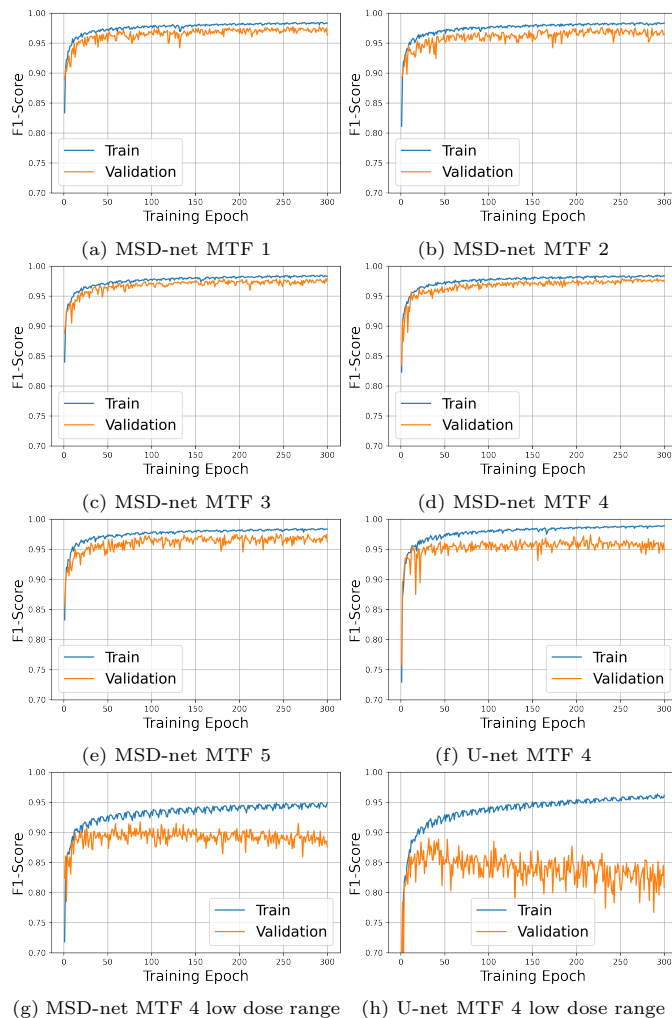 1.00 1.00
0.95 0.95
0.90 0.90
F1-Score F1-Score
0.85 0.85
0.80 0.80
Train Train
0.75 0.75
Validation Validation
0.70 0.70
0 50 100 150 200 250 300 0 50 100 150 200 250 300
Training Epoch Training Epoch
(a) MSD-net MTF 1 (b) MSD-net MTF 2
1.00 1.00
0.95 0.95
0.90 0.90
F1-Score F1-Score
0.85 0.85
0.80 0.80
Train Train
0.75 0.75
Validation Validation
0.70 0.70
0 50 100 150 200 250 300 0 50 100 150 200 250 300
Training Epoch Training Epoch
(c) MSD-net MTF 3 (d) MSD-net MTF 4
1.00 1.00
0.95 0.95
0.90 0.90
F1-Score F1-Score
0.85 0.85
0.80 0.80
Train Train
0.75 0.75
Validation Validation
0.70 0.70
0 50 100 150 200 250 300 0 50 100 150 200 250 300
Training Epoch Training Epoch
(e) MSD-net MTF 5 (f) U-net MTF 4
1.00 1.00
0.95 0.95
0.90 0.90
F1-Score F1-Score
0.85 0.85
0.80 0.80
Train Train
0.75 0.75
Validation Validation
0.70 0.70
0 50 100 150 200 250 300 0 50 100 150 200 250 300
Training Epoch Training Epoch
(g) MSD-net MTF 4 low dose range (h) U-net MTF 4 low dose range